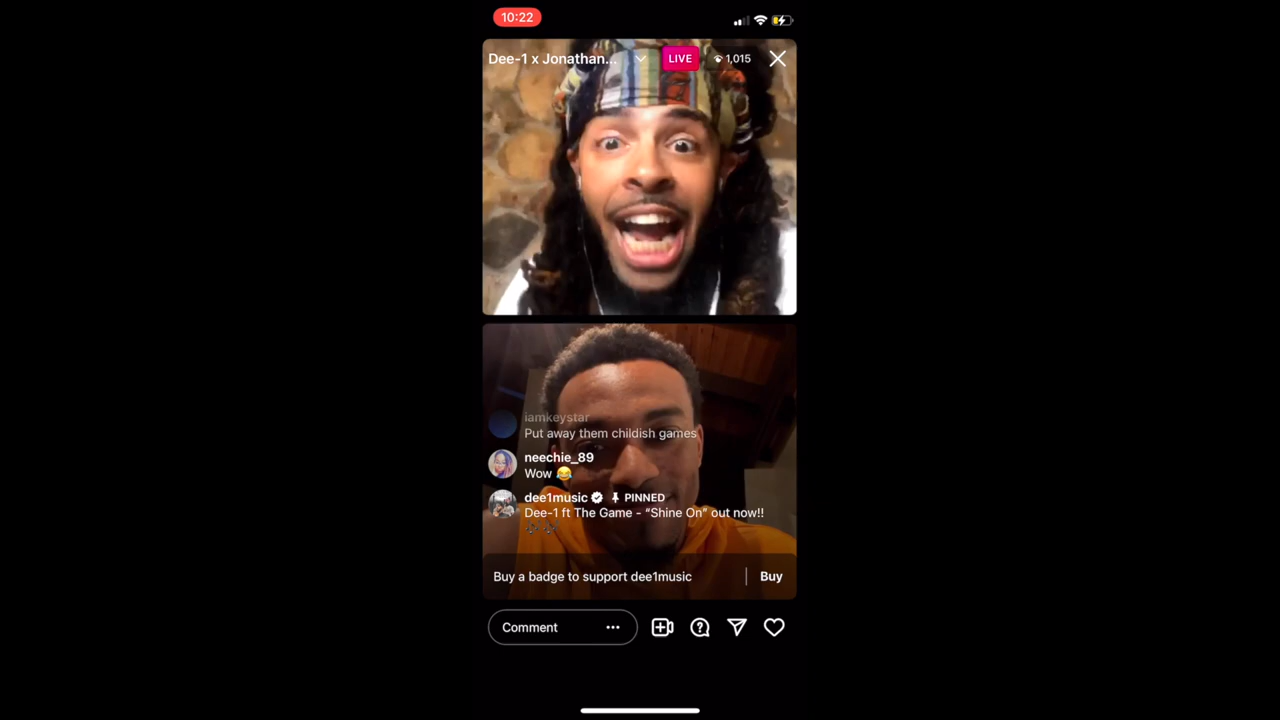 10:22
Dee-1 x Jonathan...
LIVE
1,015
iamkeystar
Put away them childish games
neechie_89
Wow 😂
dee1music PINNED
Dee-1 ft The Game - “Shine On” out now!!
🎶🎶
Buy a badge to support dee1music
Buy
Comment